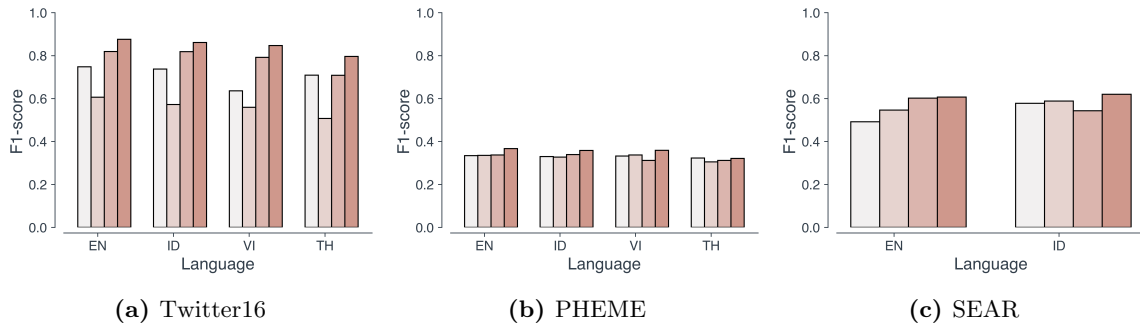 1.0
0.8
0.6
0.4
0.2
0.0
F1-score
EN ID VI TH
Language
(a) Twitter16
1.0
0.8
0.6
0.4
0.2
0.0
F1-score
EN ID VI TH
Language
(b) PHEME
1.0
0.8
0.6
0.4
0.2
0.0
F1-score
EN ID
Language
(c) SEAR